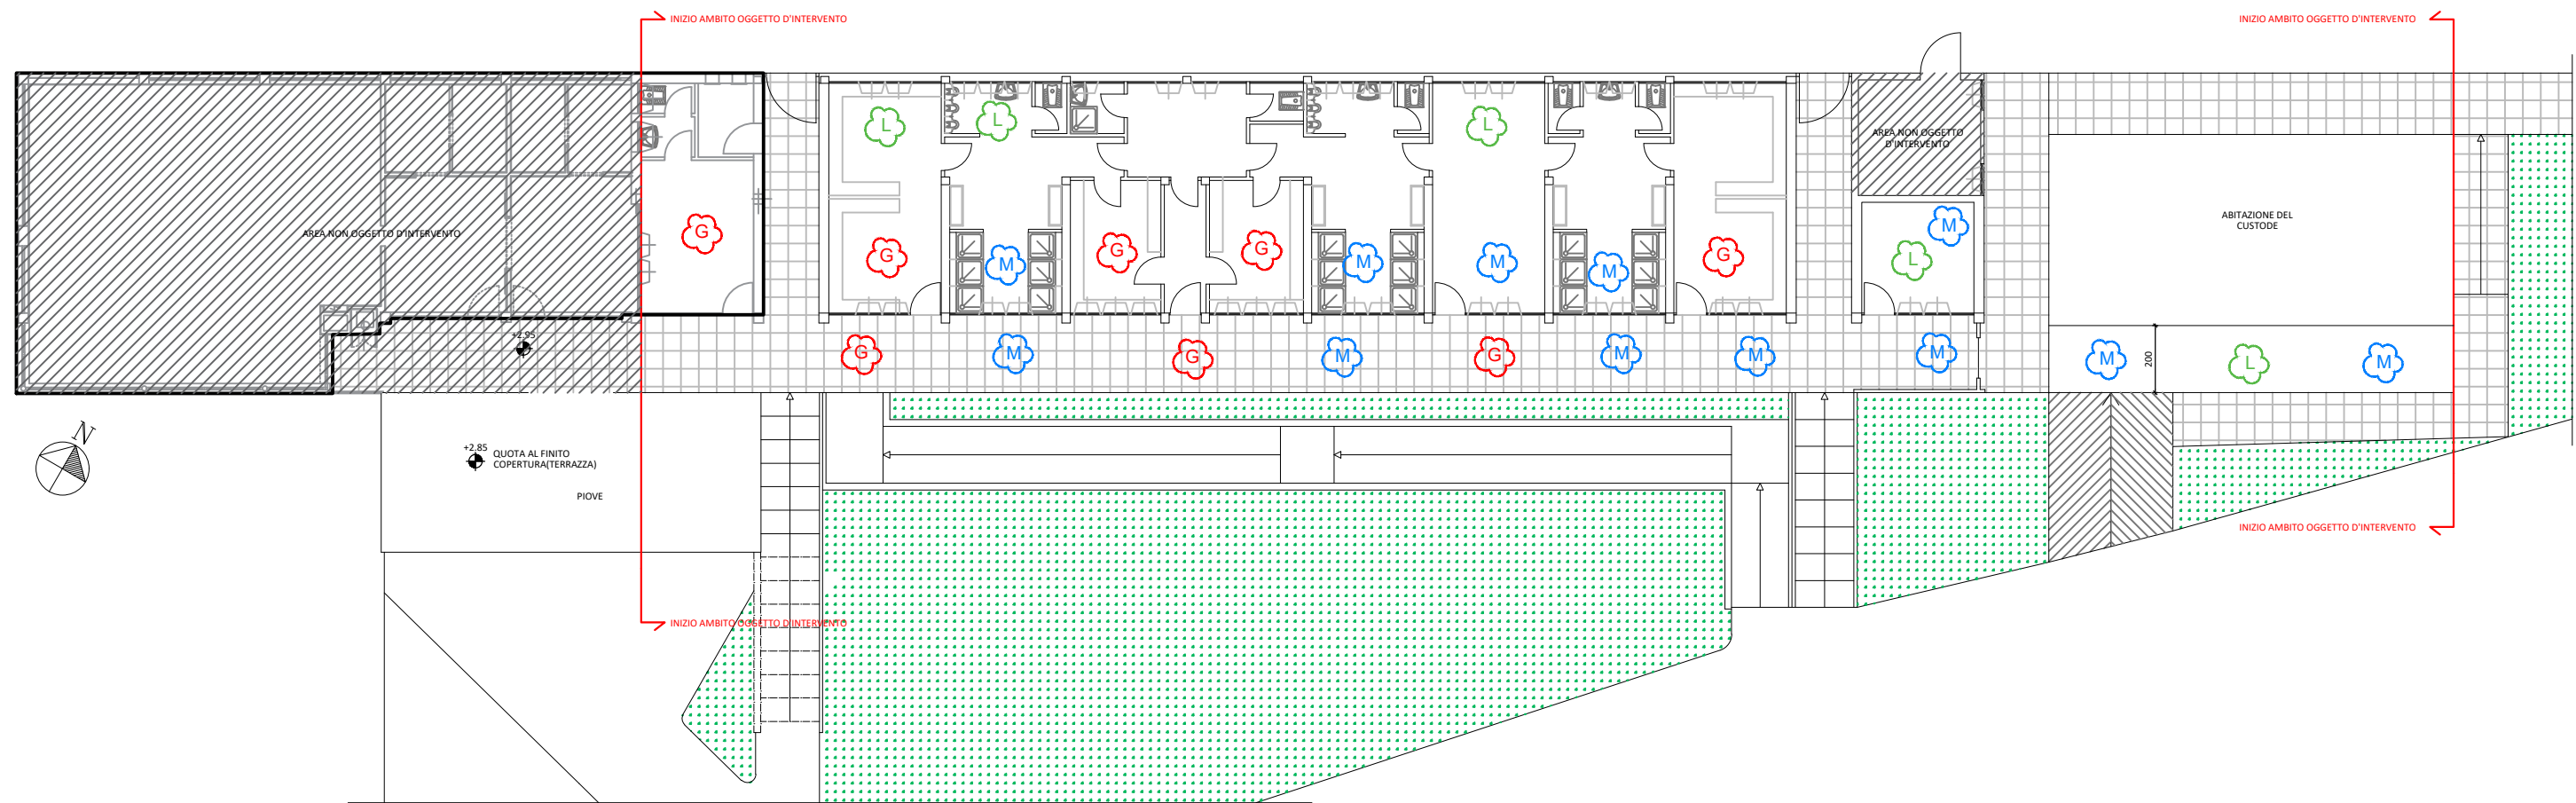 INIZIO AMBITO OGGETTO D'INTERVENTO
INIZIO AMBITO OGGETTO D'INTERVENTO
L
L
L
AREA NON OGGETTO
D'INTERVENTO
AREA NON OGGETTO D'INTERVENTO
G
G
M
G
G
M
M
M
G
L
M
ABITAZIONE DEL
CUSTODE
+2.95
G
M
G
M
G
M
M
M
M
200
L
M
N
+2.85
QUOTA AL FINITO
COPERTURA(TERRAZZA)
PIOVE
INIZIO AMBITO OGGETTO D'INTERVENTO
INIZIO AMBITO OGGETTO D'INTERVENTO